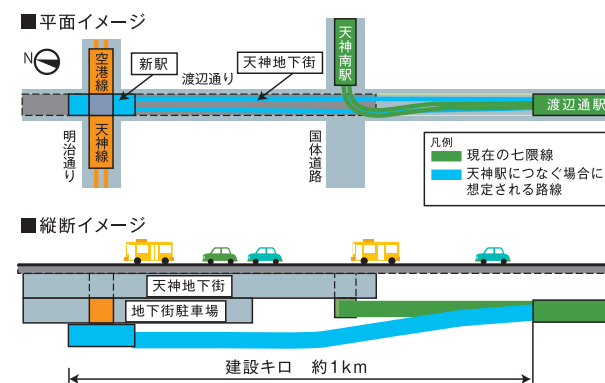 ■平面イメージ
N
空港線
天神線
新駅
渡辺通り
天神地下街
天神南駅
渡辺通駅
明治通り
国体道路
凡例
現在の七隈線
天神駅につなぐ場合に
想定される路線
■縦断イメージ
天神地下街
地下街駐車場
建設キロ 約1km